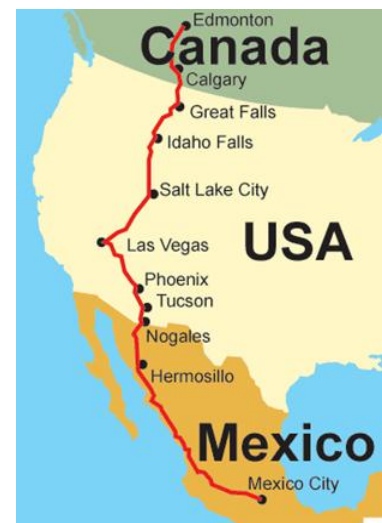 Edmonton
Canada
Calgary
Great Falls
Idaho Falls
Salt Lake City
USA
Las Vegas
Phoenix
Tucson
Nogales
Hermosillo
Mexico
Mexico City